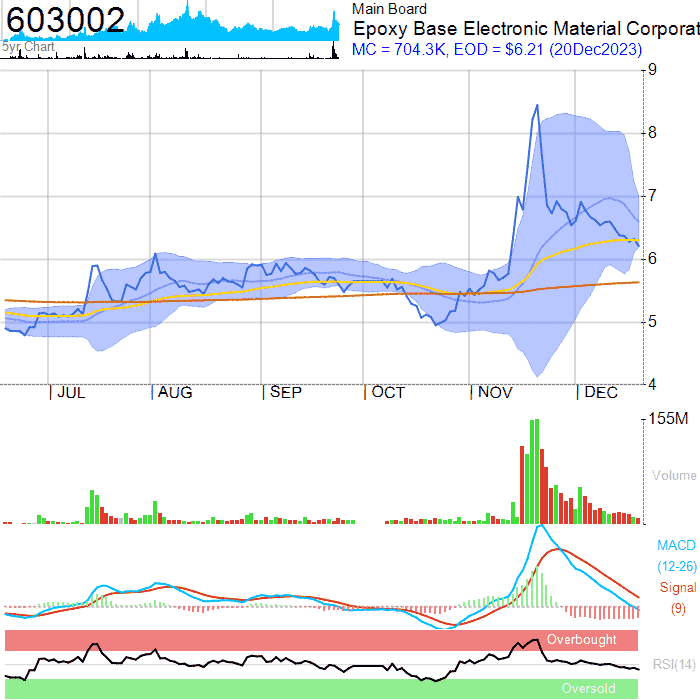 603002
5yr Chart
Main Board
Epoxy Base Electronic Material Corporat
MC = 704.3K, EOD = $6.21 (20Dec2023)
9
8
7
6
5
4
JUL
AUG
SEP
OCT
NOV
DEC
155M
Volume
MACD
(12-26)
Signal
(9)
Overbought
RSI(14)
Oversold